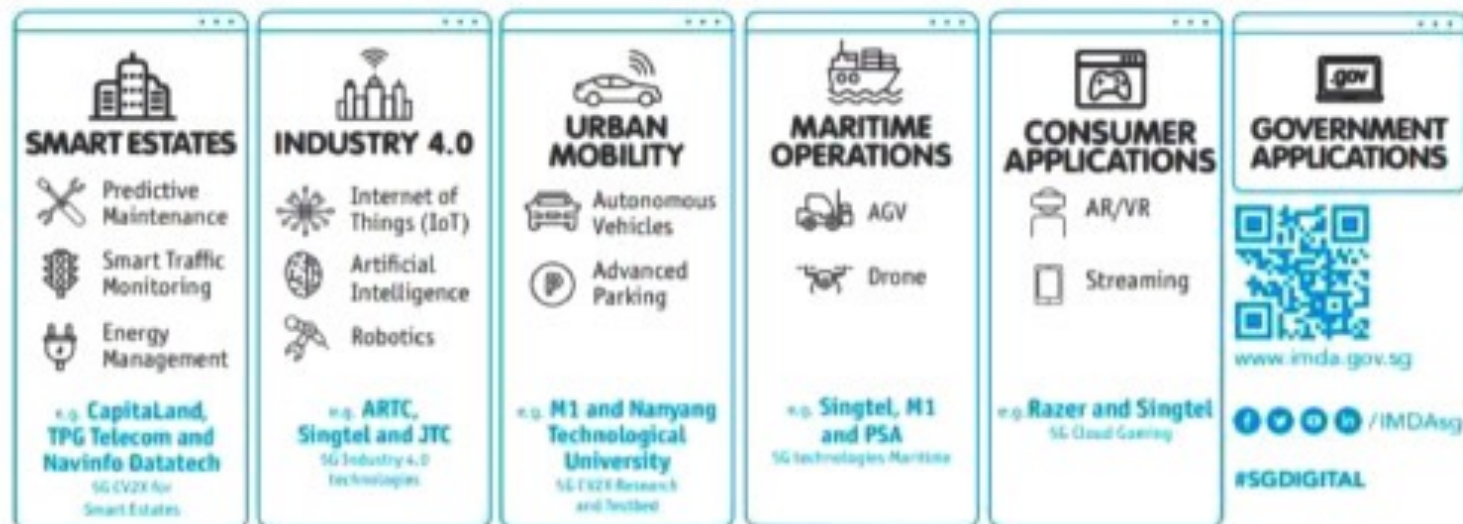 SMART ESTATES
Predictive
Maintenance
Smart Traffic
Monitoring
Energy
Management
e.g. CapitaLand,
TPG Telecom and
Navinfo Datatech
5G CV2X for
Smart Estates
INDUSTRY 4.0
Internet of
Things (IoT)
Artificial
Intelligence
Robotics
e.g. ARTC,
Singtel and JTC
5G Industry 4.0
technologies
URBAN
MOBILITY
Autonomous
Vehicles
P
Advanced
Parking
e.g. M1 and Nanyang
Technological
University
5G CV2X Research
and Testbed
MARITIME
OPERATIONS
AGV
Drone
e.g. Singtel, M1
and PSA
5G technologies Maritime
CONSUMER
APPLICATIONS
AR/VR
Streaming
e.g. Razer and Singtel
5G Cloud Gaming
.gov
GOVERNMENT
APPLICATIONS
www.imda.gov.sg
/IMDAsg
#SGDIGITAL